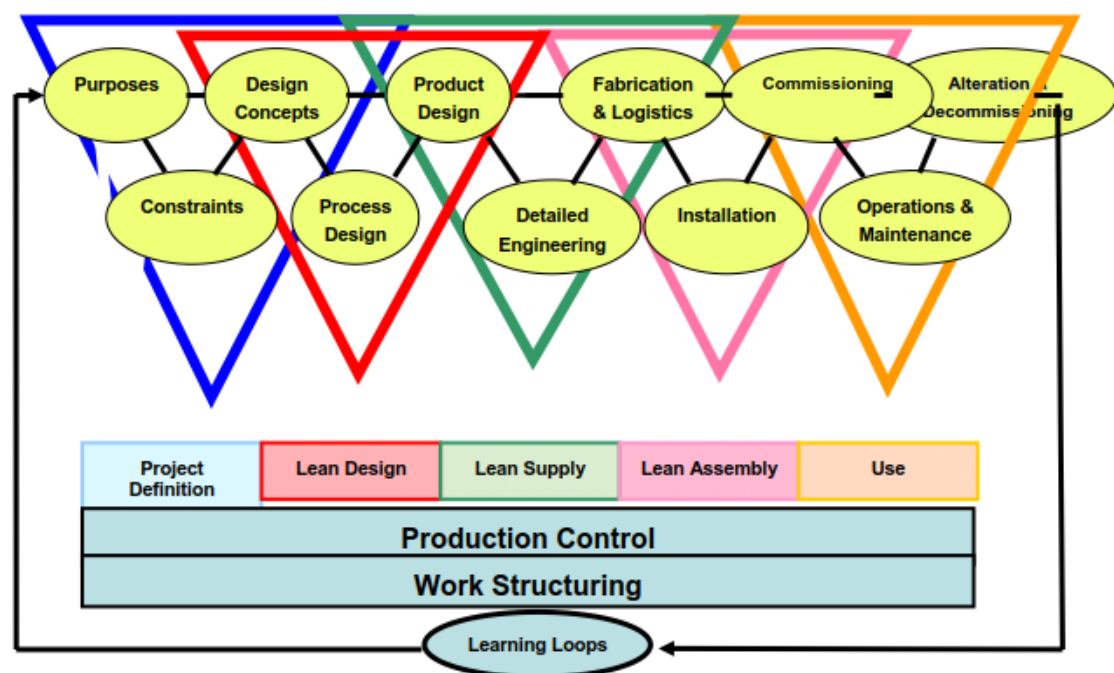 Purposes
Design
Concepts
Product
Design
Fabrication
& Logistics
Commissioning
Alteration
Decommissioning
Constraints
Process
Design
Detailed
Engineering
Installation
Operations &
Maintenance
Project
Definition
Lean Design
Lean Supply
Lean Assembly
Use
Production Control
Work Structuring
Learning Loops